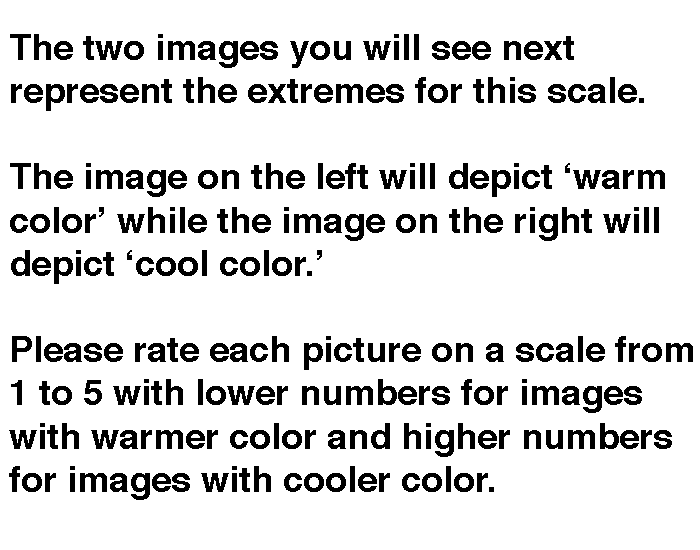 The two images you will see next
represent the extremes for this scale.
The image on the left will depict ‘warm
color’ while the image on the right will
depict ‘cool color.’
Please rate each picture on a scale from
1 to 5 with lower numbers for images
with warmer color and higher numbers
for images with cooler color.